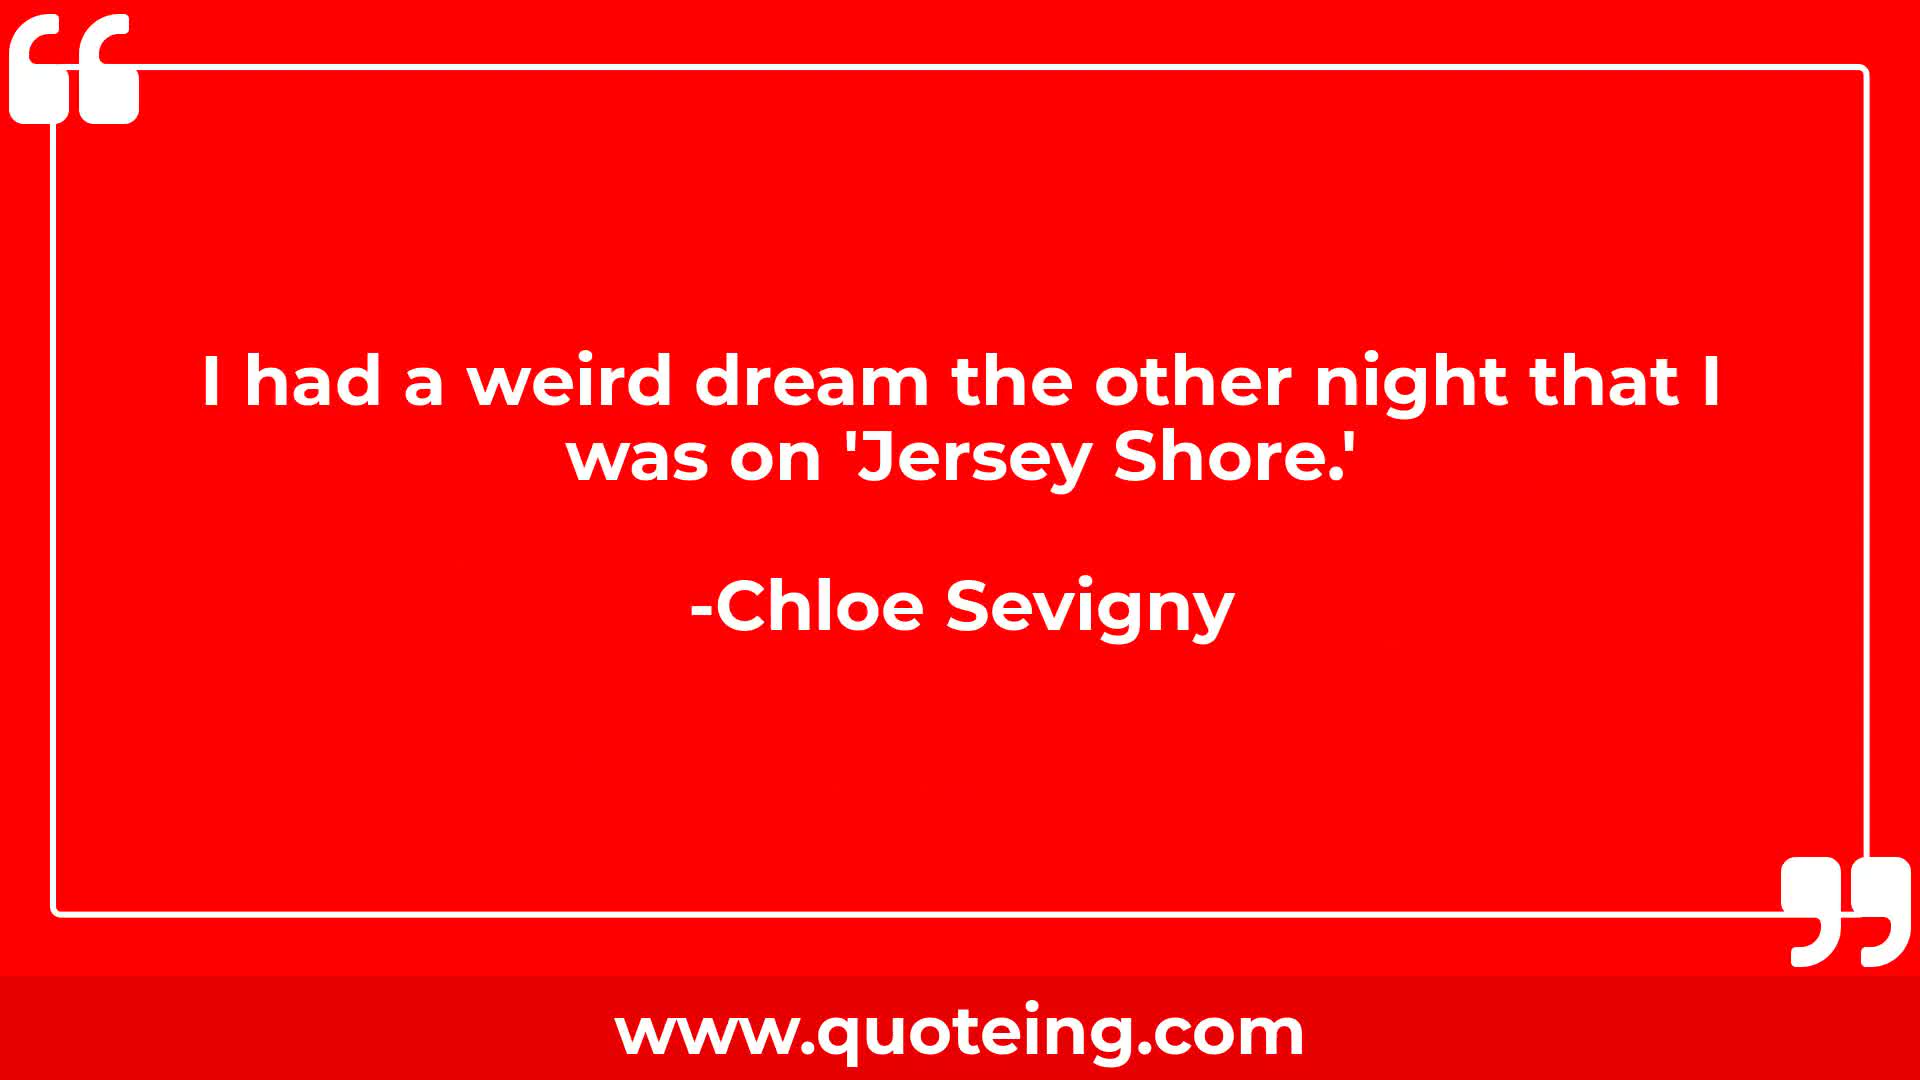 I had a weird dream the other night that I
was on 'Jersey Shore.'
-Chloe Sevigny
www.quoteing.com